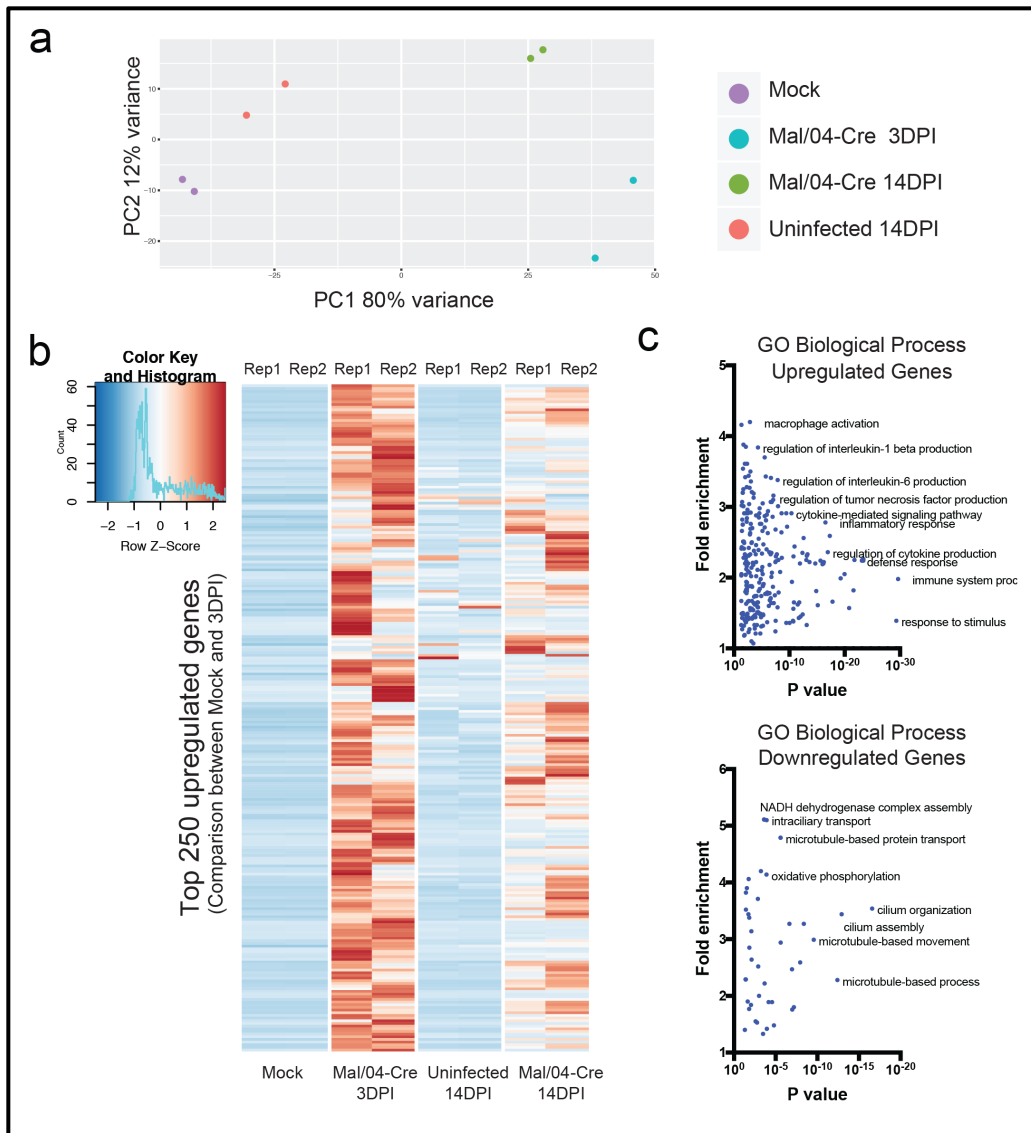 a
PC2 12% variance
10
0
−10
−20
−25
0
25
50
PC1 80% variance
Mock
Mal/04-Cre 3DPI
Mal/04-Cre 14DPI
Uninfected 14DPI
b
Color Key
and Histogram
Count
0
20
40
60
−2
−1
0
1
2
Row Z−Score
Rep1 Rep2 Rep1 Rep2 Rep1 Rep2 Rep1 Rep2
Top 250 upregulated genes
(Comparison between Mock and 3DPI)
Mock
Mal/04-Cre
3DPI
Uninfected
14DPI
Mal/04-Cre
14DPI
c
GO Biological Process
Upregulated Genes
Fold enrichment
5
4
3
2
1
macrophage activation
regulation of interleukin-1 beta production
regulation of interleukin-6 production
regulation of tumor necrosis factor production
cytokine-mediated signaling pathway
inflammatory response
regulation of cytokine production
defense response
immune system proc
response to stimulus
10⁰ 10⁻¹⁰ 10⁻²⁰ 10⁻³⁰
P value
GO Biological Process
Downregulated Genes
Fold enrichment
6
5
4
3
2
1
NADH dehydrogenase complex assembly
intraciliary transport
microtubule-based protein transport
oxidative phosphorylation
cilium organization
cilium assembly
microtubule-based movement
microtubule-based process
10⁰ 10⁻⁵ 10⁻¹⁰ 10⁻¹⁵ 10⁻²⁰
P value